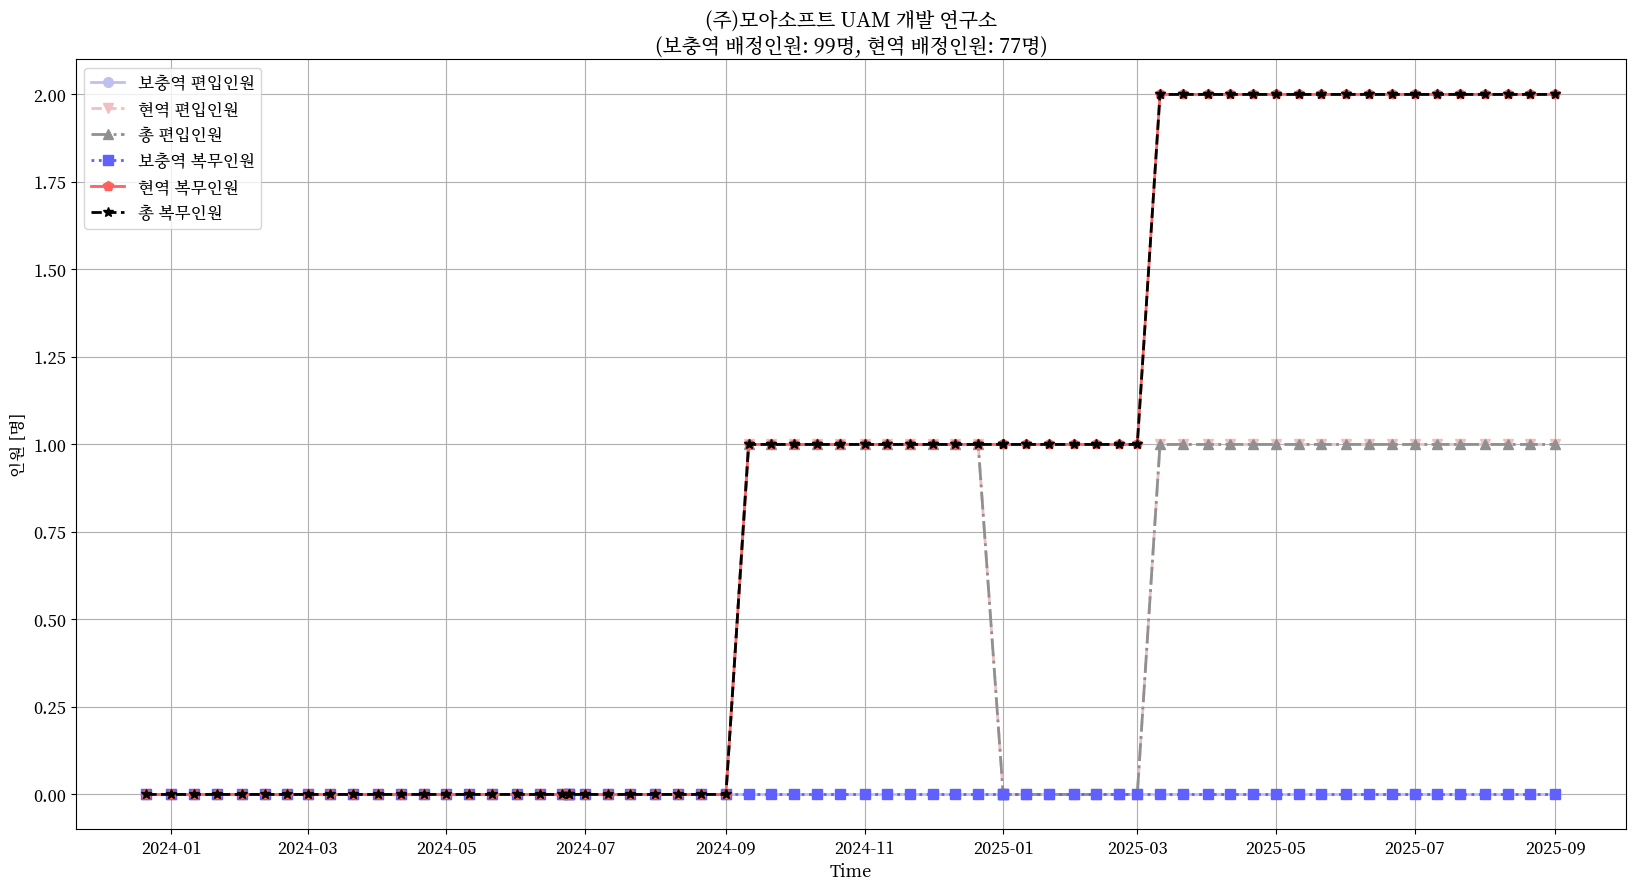 (주)모아소프트 UAM 개발 연구소
(보충역 배정인원: 99명, 현역 배정인원: 77명)
보충역 편입인원
현역 편입인원
총 편입인원
보충역 복무인원
현역 복무인원
총 복무인원
2.00
1.75
1.50
1.25
1.00
0.75
0.50
0.25
0.00
인원 [명]
2024-01
2024-03
2024-05
2024-07
2024-09
2024-11
2025-01
2025-03
2025-05
2025-07
2025-09
Time